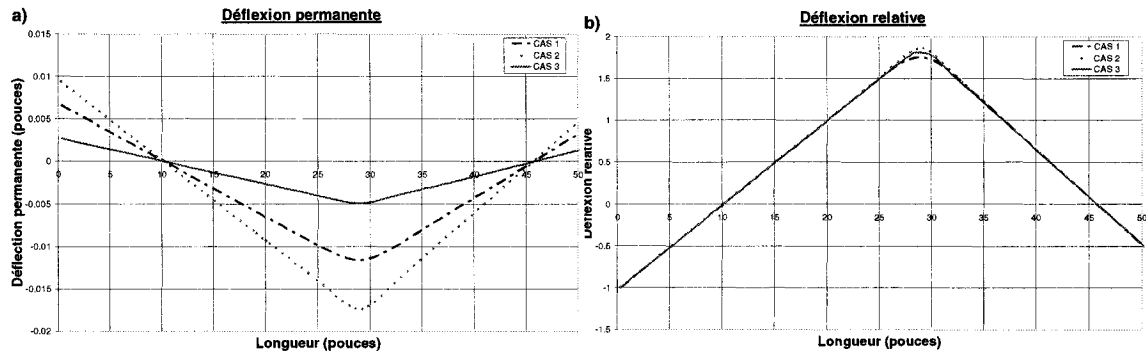 a)
Déflexion permanente
0.015
0.01
0.005
0
-0.005
-0.01
-0.015
-0.02
0
5
10
15
20
25
30
35
40
45
50
CAS 1
CAS 2
CAS 3
Déflection permanente (pouces)
Longueur (pouces)
b)
Déflexion relative
2
1.5
1
0.5
0
-0.5
-1
-1.5
0
5
10
15
20
25
30
35
40
45
50
CAS 1
CAS 2
CAS 3
Déflexion relative
Longueur (pouces)